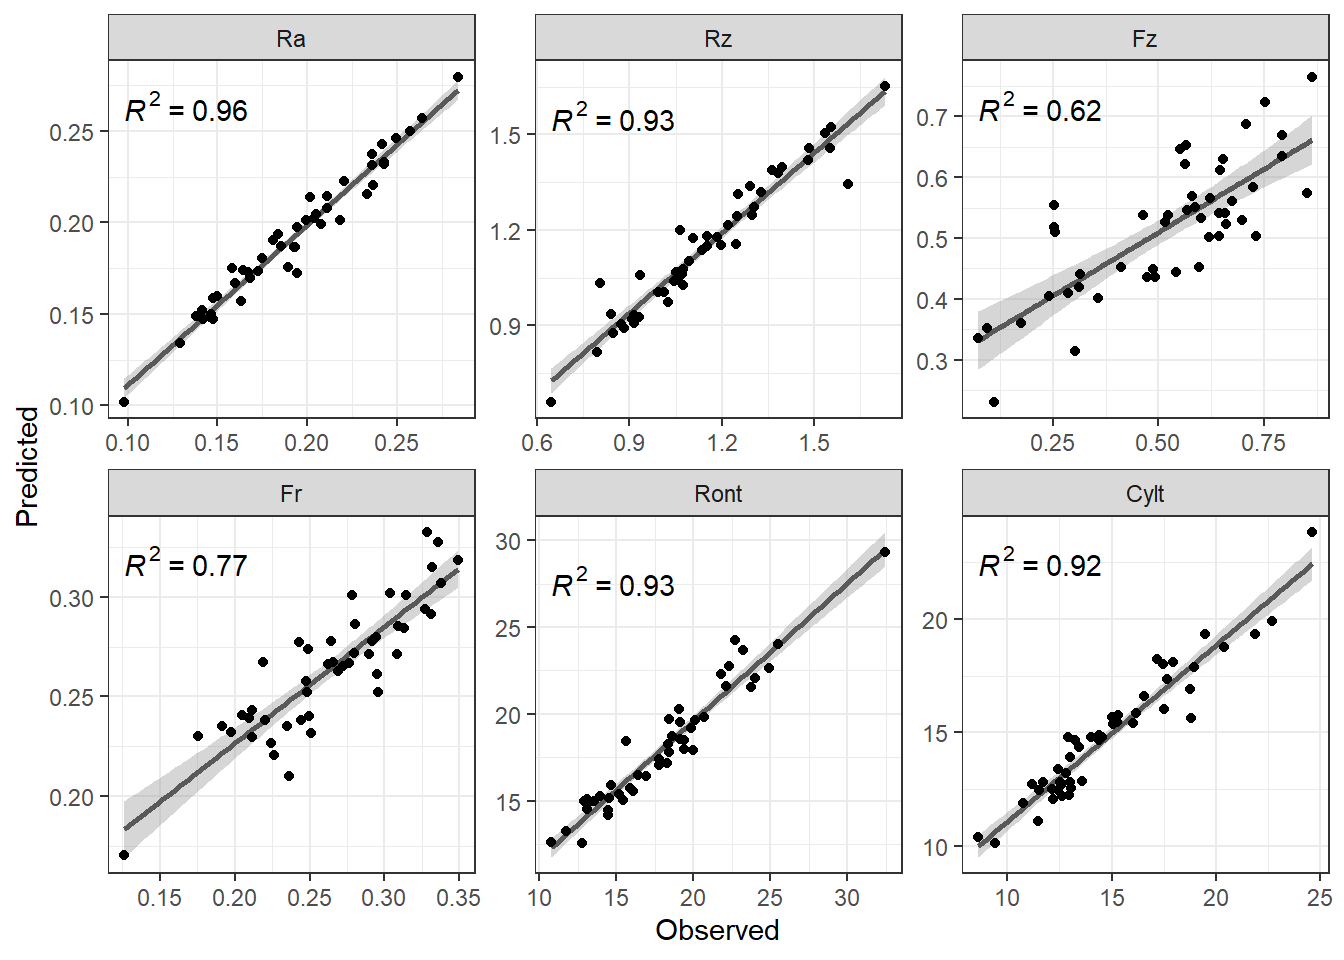 Ra
Rz
Fz
R² = 0.96
R² = 0.93
R² = 0.62
0.25
0.20
0.15
0.10
1.5
1.2
0.9
0.7
0.6
0.5
0.4
0.3
0.10 0.15 0.20 0.25
0.6 0.9 1.2 1.5
0.25 0.50 0.75
Predicted
Fr
Ront
Cylt
R² = 0.77
R² = 0.93
R² = 0.92
0.30
0.25
0.20
30
25
20
15
20
15
10
0.15 0.20 0.25 0.30 0.35
10 15 20 25 30
10 15 20 25
Observed